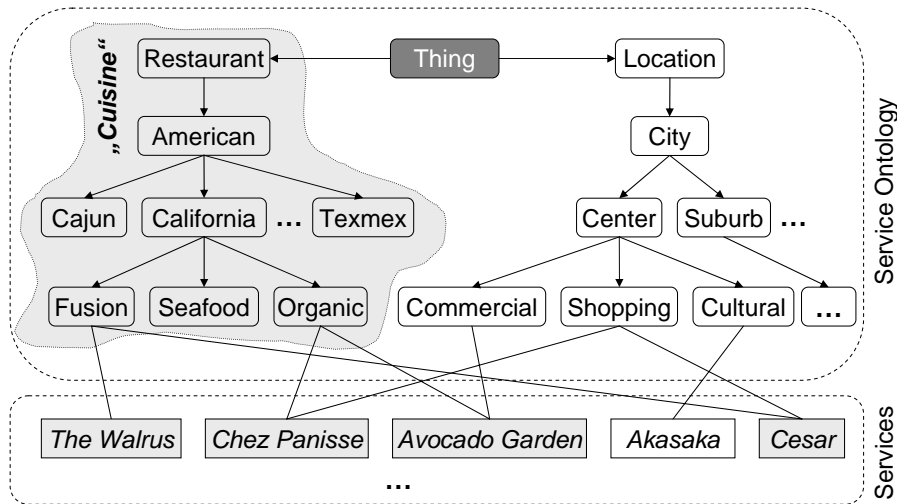 „Cuisine“
Restaurant Thing Location
American City
Cajun California ... Texmex Center Suburb ...
Fusion Seafood Organic Commercial Shopping Cultural ...
Service Ontology
The Walrus Chez Panisse Avocado Garden Akasaka Cesar
...
Services